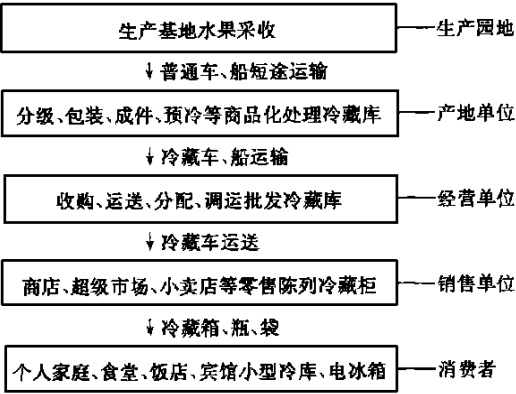 生产基地水果采收
生产园地
普通车、船短途运输
分级、包装、成件、预冷等商品化处理冷藏库
产地单位
冷藏车、船运输
收购、运送、分配、调运批发冷藏库
经营单位
冷藏车运送
商店、超级市场、小卖店等零售陈列冷藏柜
销售单位
冷藏箱、瓶、袋
个人家庭、食堂、饭店、宾馆小型冷库、电冰箱
消费者